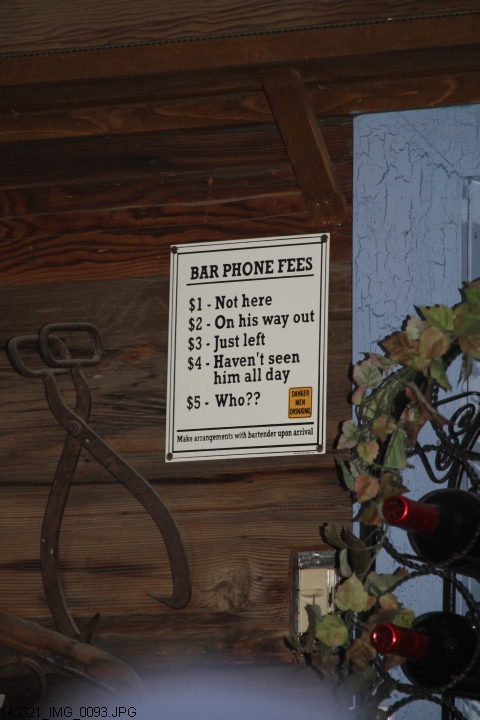 BAR PHONE FEES
$1 - Not here
$2 - On his way out
$3 - Just left
$4 - Haven't seen
him all day
$5 - Who??
DANGER
MEN
DRINKING
Make arrangements with bartender upon arrival
140321_IMG_0093.JPG